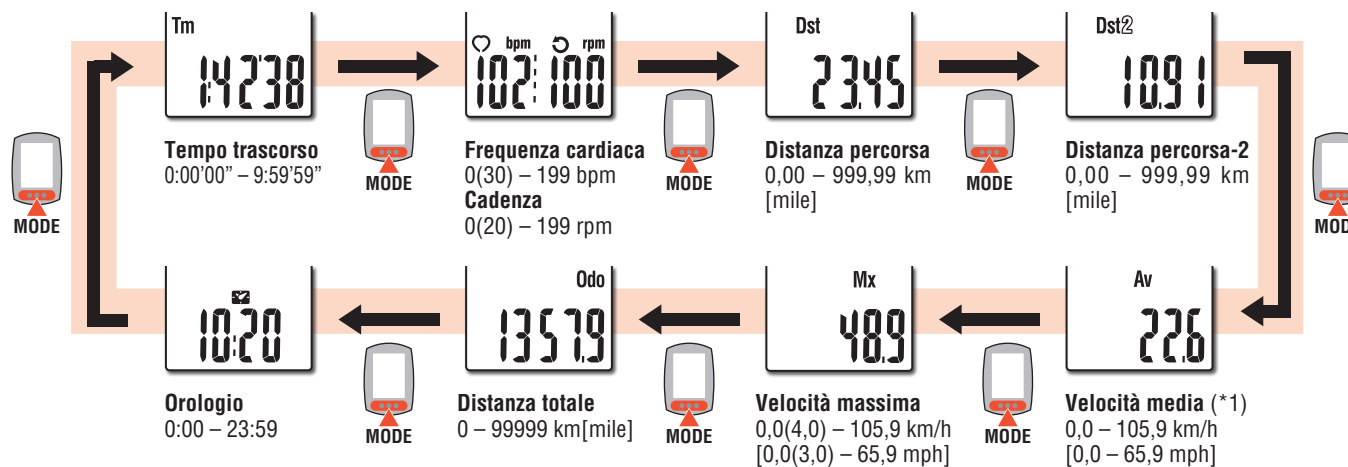 Tm
1:42'38
Tempo trascorso
0:00'00” – 9:59'59”
MODE
bpm rpm
102 100
Frequenza cardiaca
0(30) – 199 bpm
Cadenza
0(20) – 199 rpm
MODE
Dst
23.45
Distanza percorsa
0,00 – 999,99 km
[mile]
MODE
Dst2
10.91
Distanza percorsa-2
0,00 – 999,99 km
[mile]
MOD
Av
22.6
Velocità media (*1)
0,0 – 105,9 km/h
[0,0 – 65,9 mph]
MODE
Mx
48.9
Velocità massima
0,0(4,0) – 105,9 km/h
[0,0(3,0) – 65,9 mph]
MODE
Odo
1357.9
Distanza totale
0 – 99999 km[mile]
MODE
10:20
Orologio
0:00 – 23:59
MODE